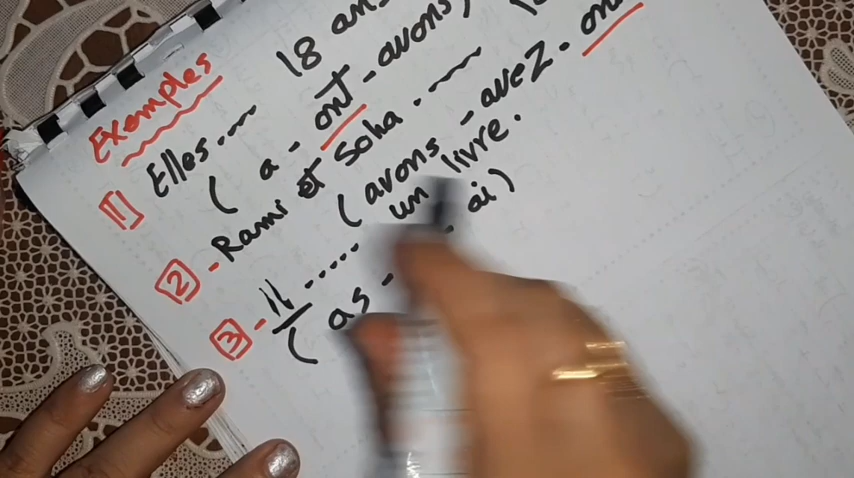 Examples
1 Elles.... 18 ans
( a - ont - avons)
2 - Rami et Soha.
(avons - avez - ont
3 - Il ..... un livre.
( as - ai)